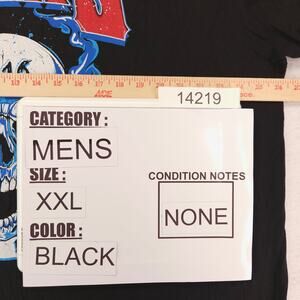 14219
CATEGORY :
MENS
SIZE :
XXL
COLOR :
BLACK
CONDITION NOTES
NONE